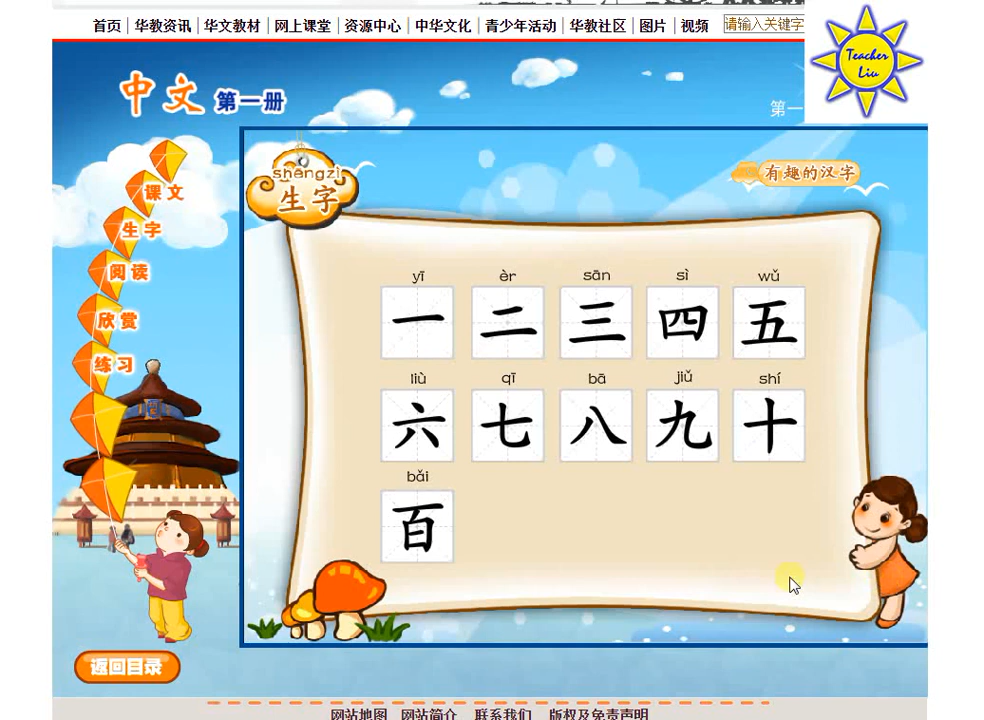 首页 华教资讯 华文教材 网上课堂 资源中心 中华文化 青少年活动 华教社区 图片 视频 请输入关键字
Teacher
Liu
中文 第一册
第一
shēngzì
生字
有趣的汉字
课文
生字
阅读
欣赏
练习
yī èr sān sì wǔ
一 二 三 四 五
liù qī bā jiǔ shí
六 七 八 九 十
bǎi
百
返回目录
网站地图 网站简介 联系我们 版权及免责声明